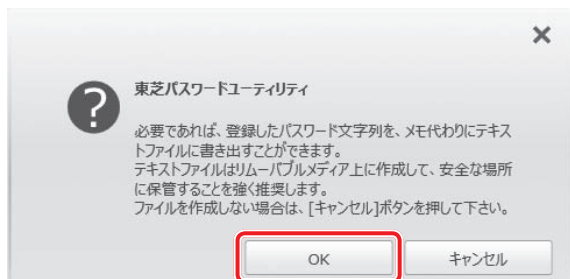 東芝パスワードユーティリティ
必要であれば、登録したパスワード文字列を、メモ代わりにテキス
トファイルに書き出すことができます。
テキストファイルはリムーバブルメディア上に作成して、安全な場所
に保管することを強く推奨します。
ファイルを作成しない場合は、[キャンセル]ボタンを押して下さい。
OK
キャンセル